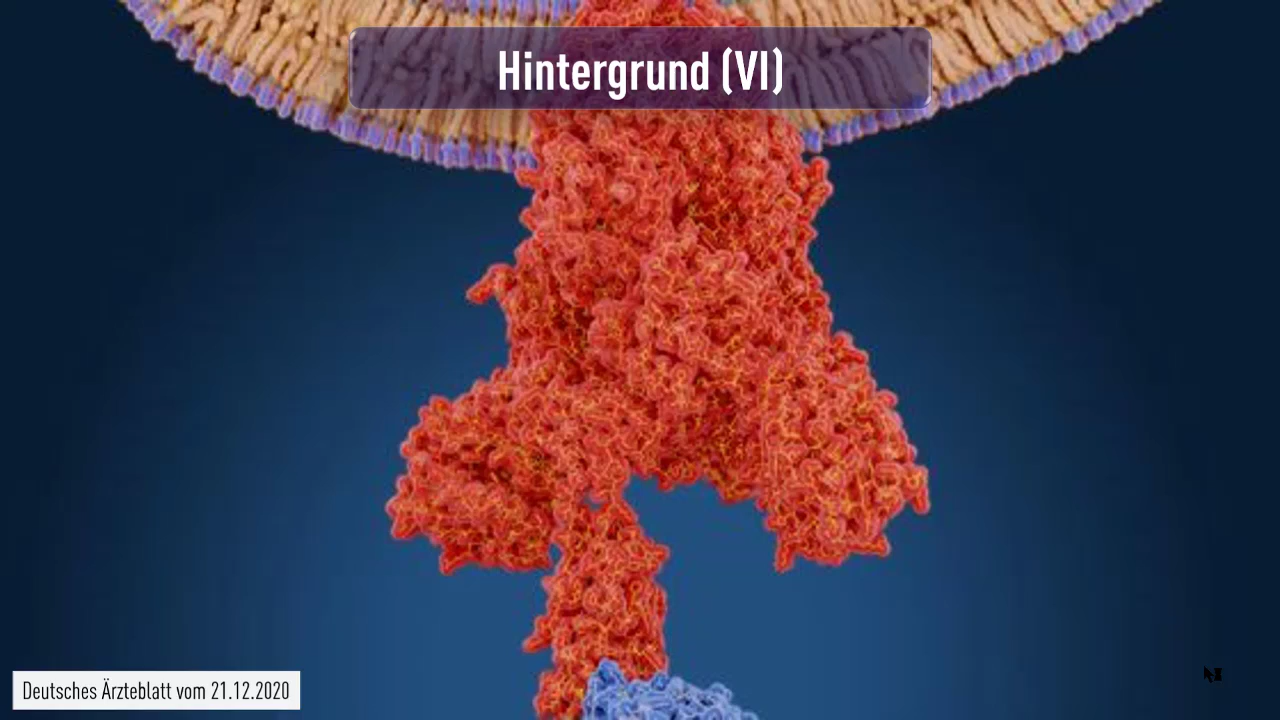 Hintergrund (VI)
Deutsches Ärzteblatt vom 21.12.2020